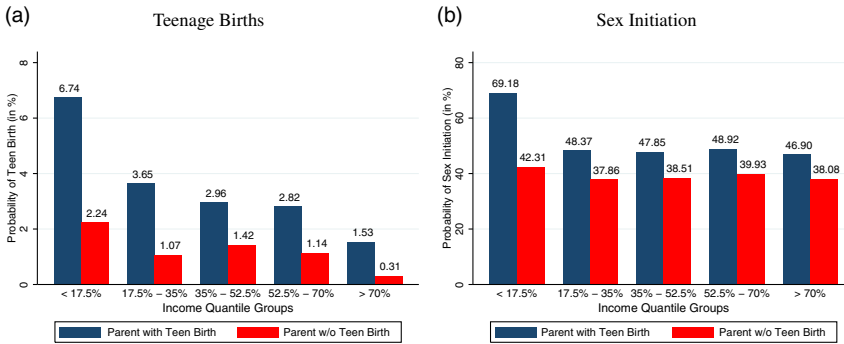 (a)
Teenage Births
Probability of Teen Birth (in %)
8
6
4
2
0
6.74
2.24
3.65
1.07
2.96
1.42
2.82
1.14
1.53
0.31
< 17.5%
17.5% − 35%
35% − 52.5%
52.5% − 70%
> 70%
Income Quantile Groups
Parent with Teen Birth
Parent w/o Teen Birth
(b)
Sex Initiation
Probability of Sex Initiation (in %)
80
60
40
20
0
69.18
42.31
48.37
37.86
47.85
38.51
48.92
39.93
46.90
38.08
< 17.5%
17.5% − 35%
35% − 52.5%
52.5% − 70%
> 70%
Income Quantile Groups
Parent with Teen Birth
Parent w/o Teen Birth